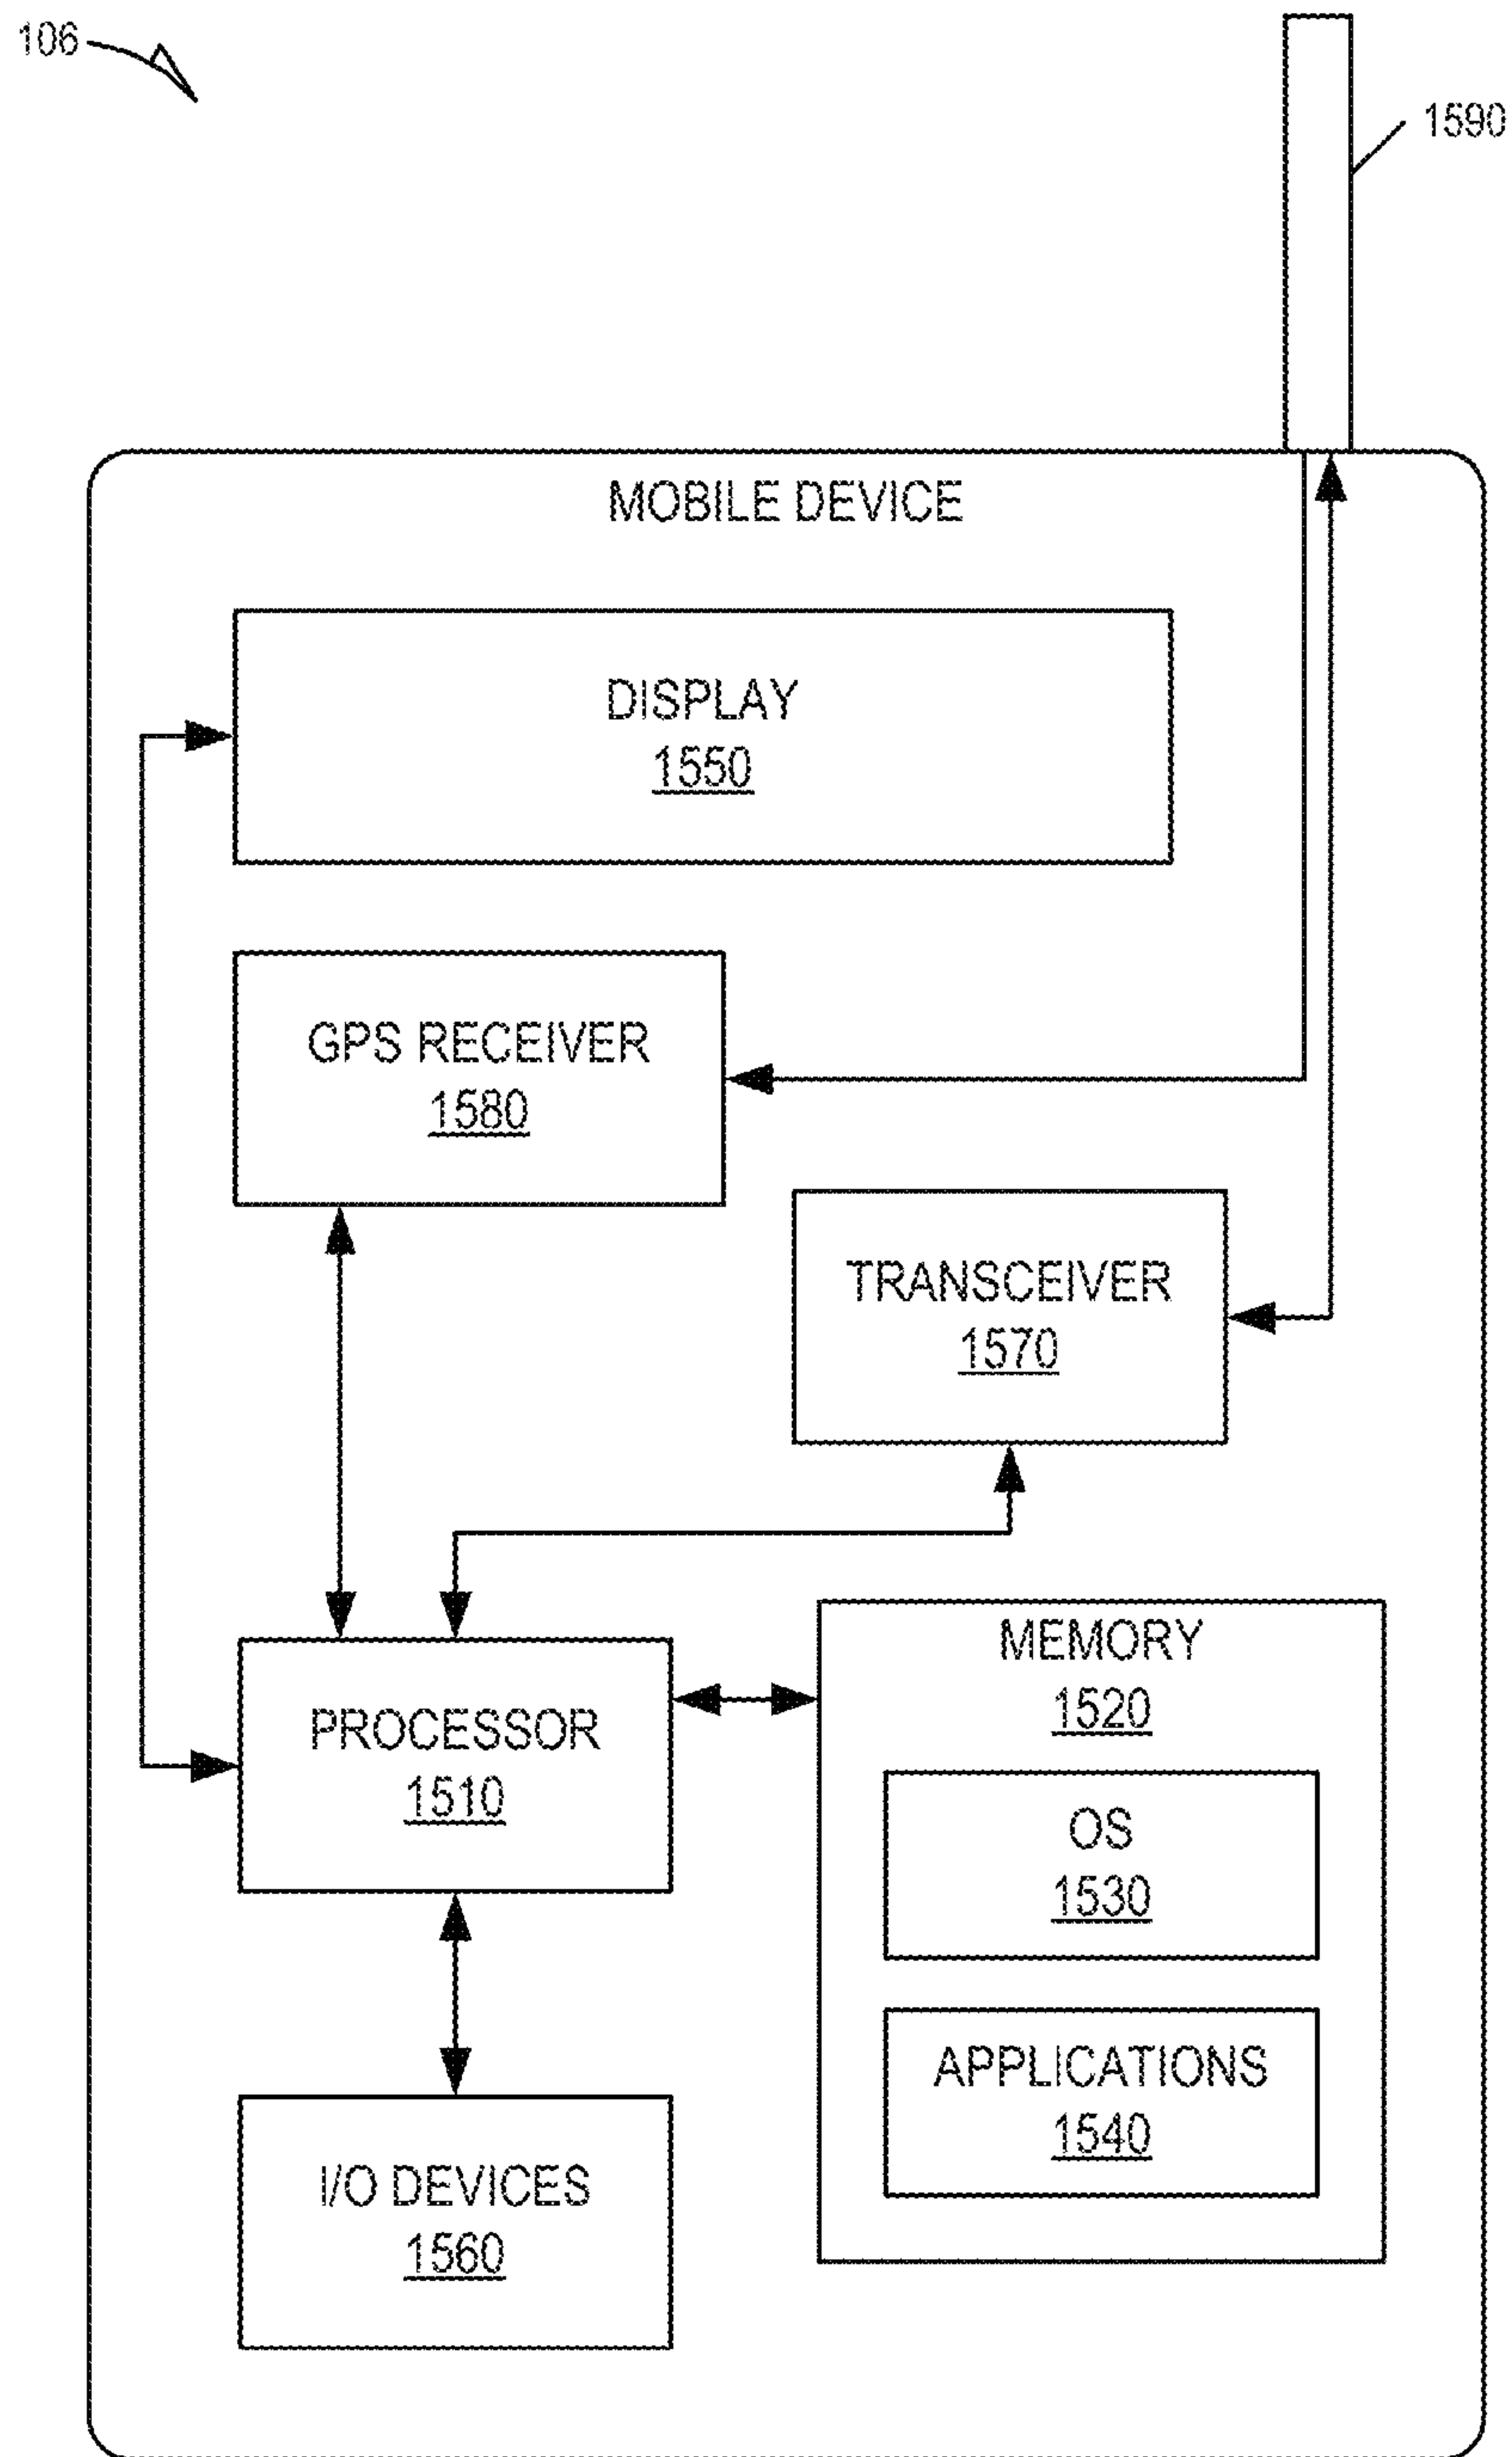 106
1590
MOBILE DEVICE
DISPLAY
1550
GPS RECEIVER
1580
TRANSCEIVER
1570
PROCESSOR
1510
MEMORY
1520
OS
1530
APPLICATIONS
1540
I/O DEVICES
1560